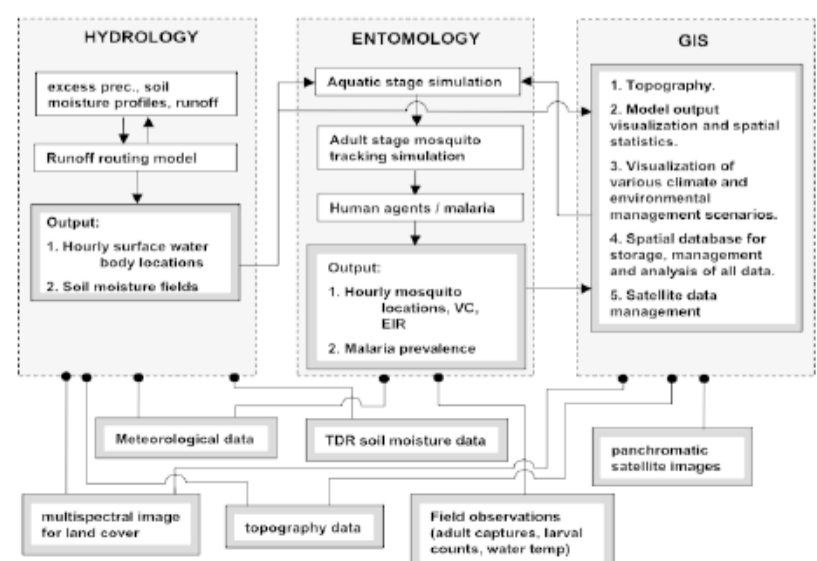 HYDROLOGY
excess prec., soil
moisture profiles, runoff
Runoff routing model
Output:
1. Hourly surface water
body locations
2. Soil moisture fields
ENTOMOLOGY
Aquatic stage simulation
Adult stage mosquito
tracking simulation
Human agents / malaria
Output:
1. Hourly mosquito
locations, VC,
EIR
2. Malaria prevalence
GIS
1. Topography.
2. Model output
visualization and spatial
statistics.
3. Visualization of
various climate and
environmental
management scenarios.
4. Spatial database for
storage, management
and analysis of all data.
5. Satellite data
management
Meteorological data
TDR soil moisture data
panchromatic
satellite images
multispectral image
for land cover
topography data
Field observations
(adult captures, larval
counts, water temp)